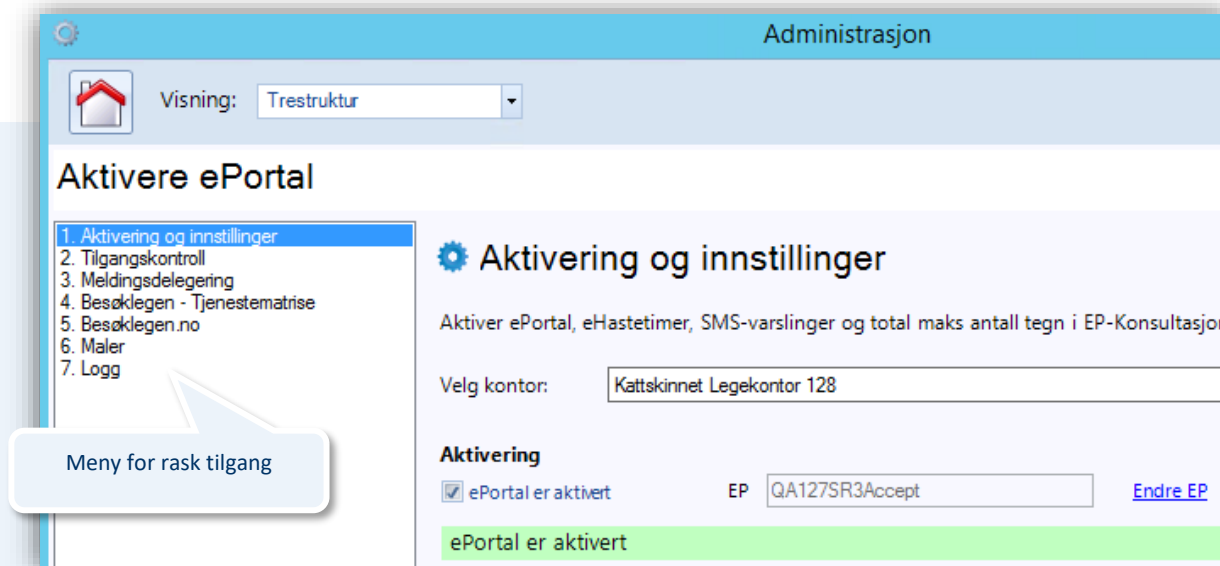 Administrasjon
Visning: Trestruktur
Aktivere ePortal
1. Aktivering og innstillinger
2. Tilgangskontroll
3. Meldingsdelegering
4. Besøklegen - Tjenestematrise
5. Besøklegen.no
6. Maler
7. Logg
Meny for rask tilgang
Aktivering og innstillinger
Aktiver ePortal, eHastetimer, SMS-varslinger og total maks antall tegn i EP-Konsultasjon
Velg kontor: Kattskinnet Legekontor 128
Aktivering
ePortal er aktivert EP QA127SR3Accept Endre EP
ePortal er aktivert